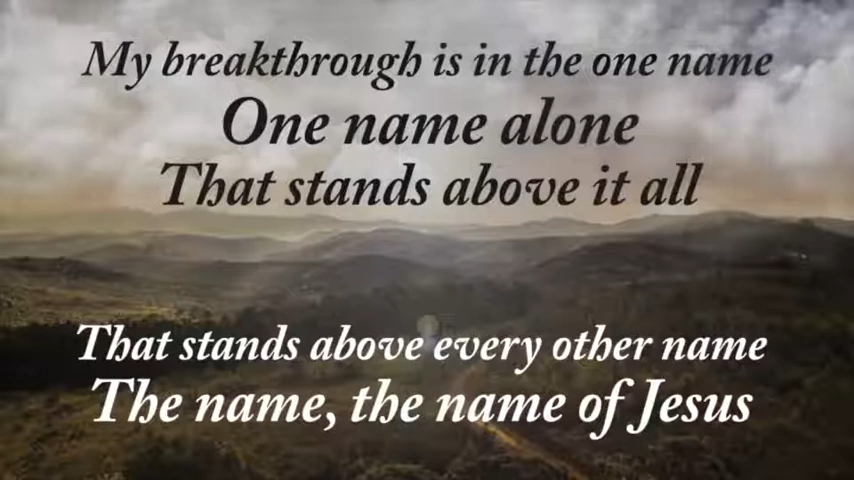 My breakthrough is in the one name
One name alone
That stands above it all
That stands above every other name
The name, the name of Jesus